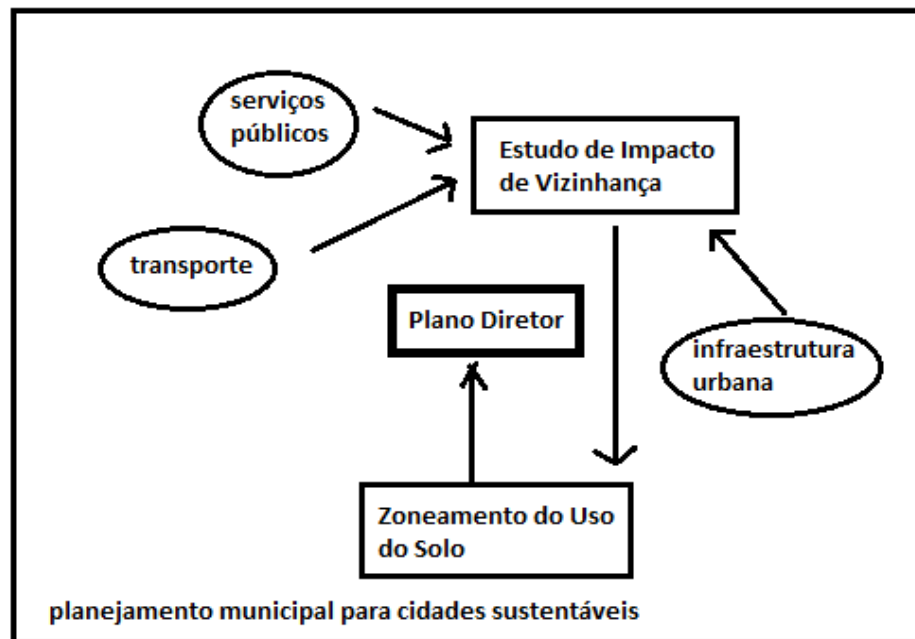 serviços
públicos
Estudo de Impacto
de Vizinhança
transporte
Plano Diretor
infraestrutura
urbana
Zoneamento do Uso
do Solo
planejamento municipal para cidades sustentáveis